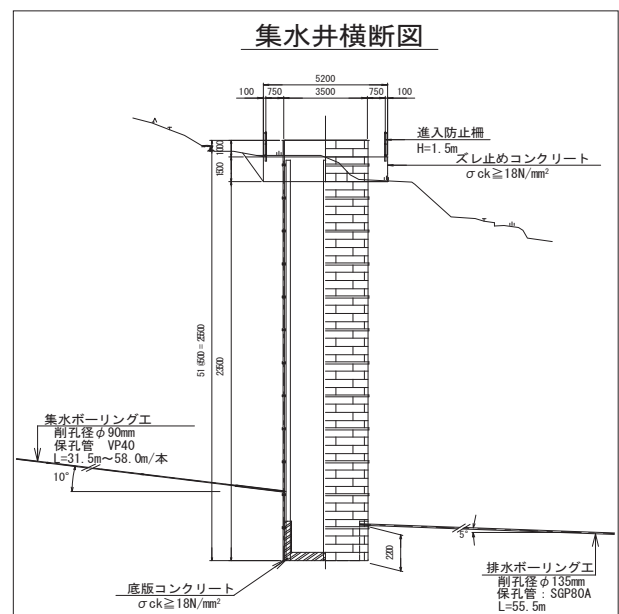 集水井横断図
5200
100 750 3500 750 100
進入防止柵
H=1.5m
ズレ止めコンクリート
σck≧18N/mm²
1000
1500
23500
集水ボーリング工
削孔径φ90mm
保孔管 VP40
L=31.5m~58.0m/本
10°
5°
2200
底版コンクリート
σck≧18N/mm²
排水ボーリング工
削孔径φ135mm
保孔管：SGP80A
L=55.5m